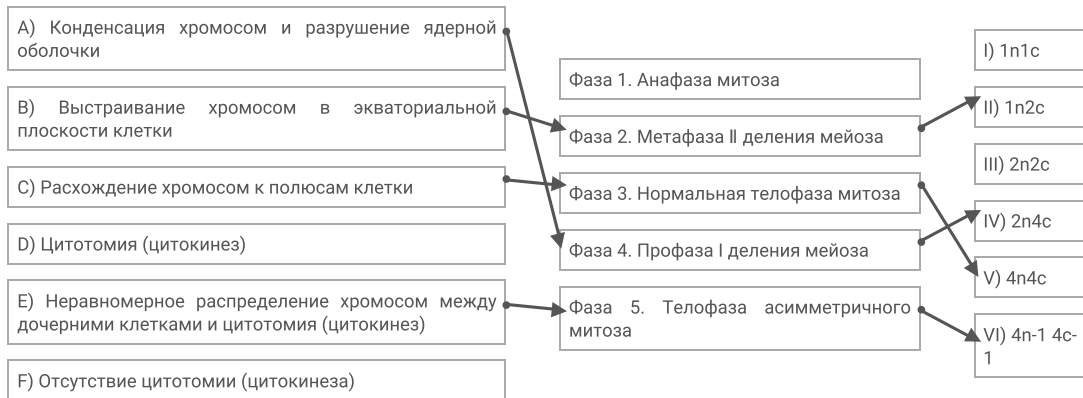 A) Конденсация хромосом и разрушение ядерной
оболочки
B) Выстраивание хромосом в экваториальной
плоскости клетки
C) Расхождение хромосом к полюсам клетки
D) Цитотомия (цитокинез)
E) Неравномерное распределение хромосом между
дочерними клетками и цитотомия (цитокинез)
F) Отсутствие цитотомии (цитокинеза)
Фаза 1. Анафаза митоза
Фаза 2. Метафаза II деления мейоза
Фаза 3. Нормальная телофаза митоза
Фаза 4. Профаза I деления мейоза
Фаза 5. Телофаза асимметричного
митоза
I) 1n1c
II) 1n2c
III) 2n2c
IV) 2n4c
V) 4n4c
VI) 4n-1 4c-
1